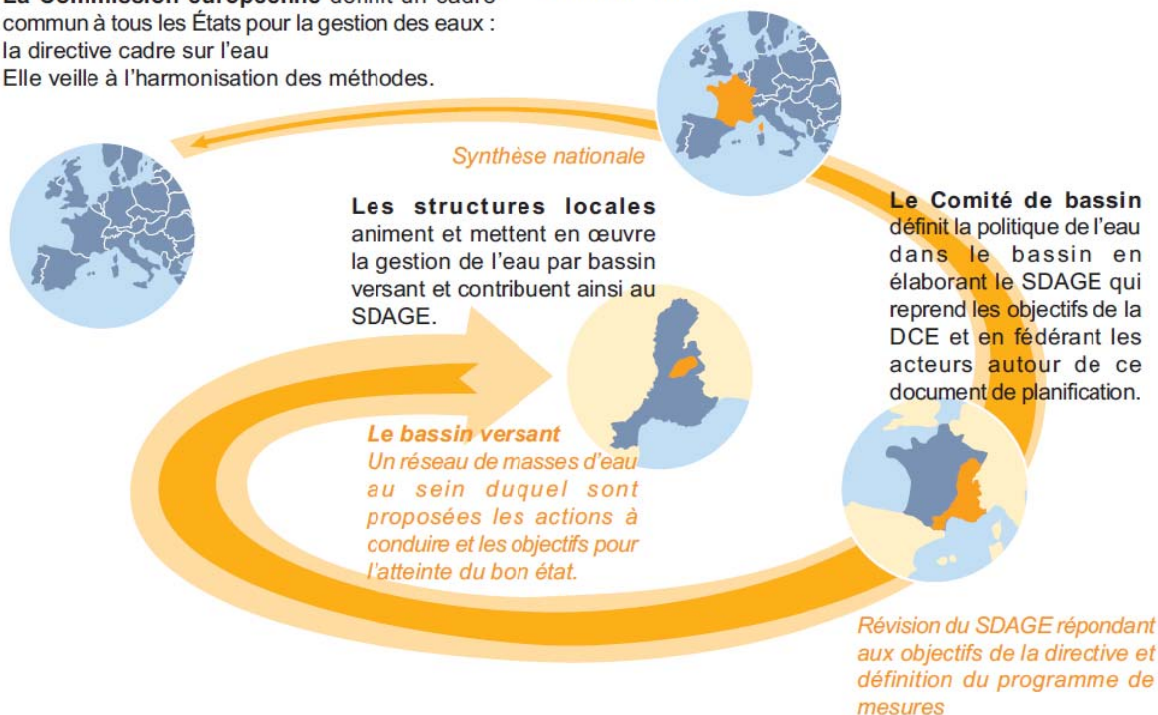 La Commission européenne définit un cadre
commun à tous les États pour la gestion des eaux :
la directive cadre sur l'eau
Elle veille à l'harmonisation des méthodes.
Synthèse nationale
Les structures locales
animent et mettent en œuvre
la gestion de l'eau par bassin
versant et contribuent ainsi au
SDAGE.
Le Comité de bassin
définit la politique de l'eau
dans le bassin en
élaborant le SDAGE qui
reprend les objectifs de la
DCE et en fédérant les
acteurs autour de ce
document de planification.
Le bassin versant
Un réseau de masses d'eau
au sein duquel sont
proposées les actions à
conduire et les objectifs pour
l'atteinte du bon état.
Révision du SDAGE répondant
aux objectifs de la directive et
définition du programme de
mesures